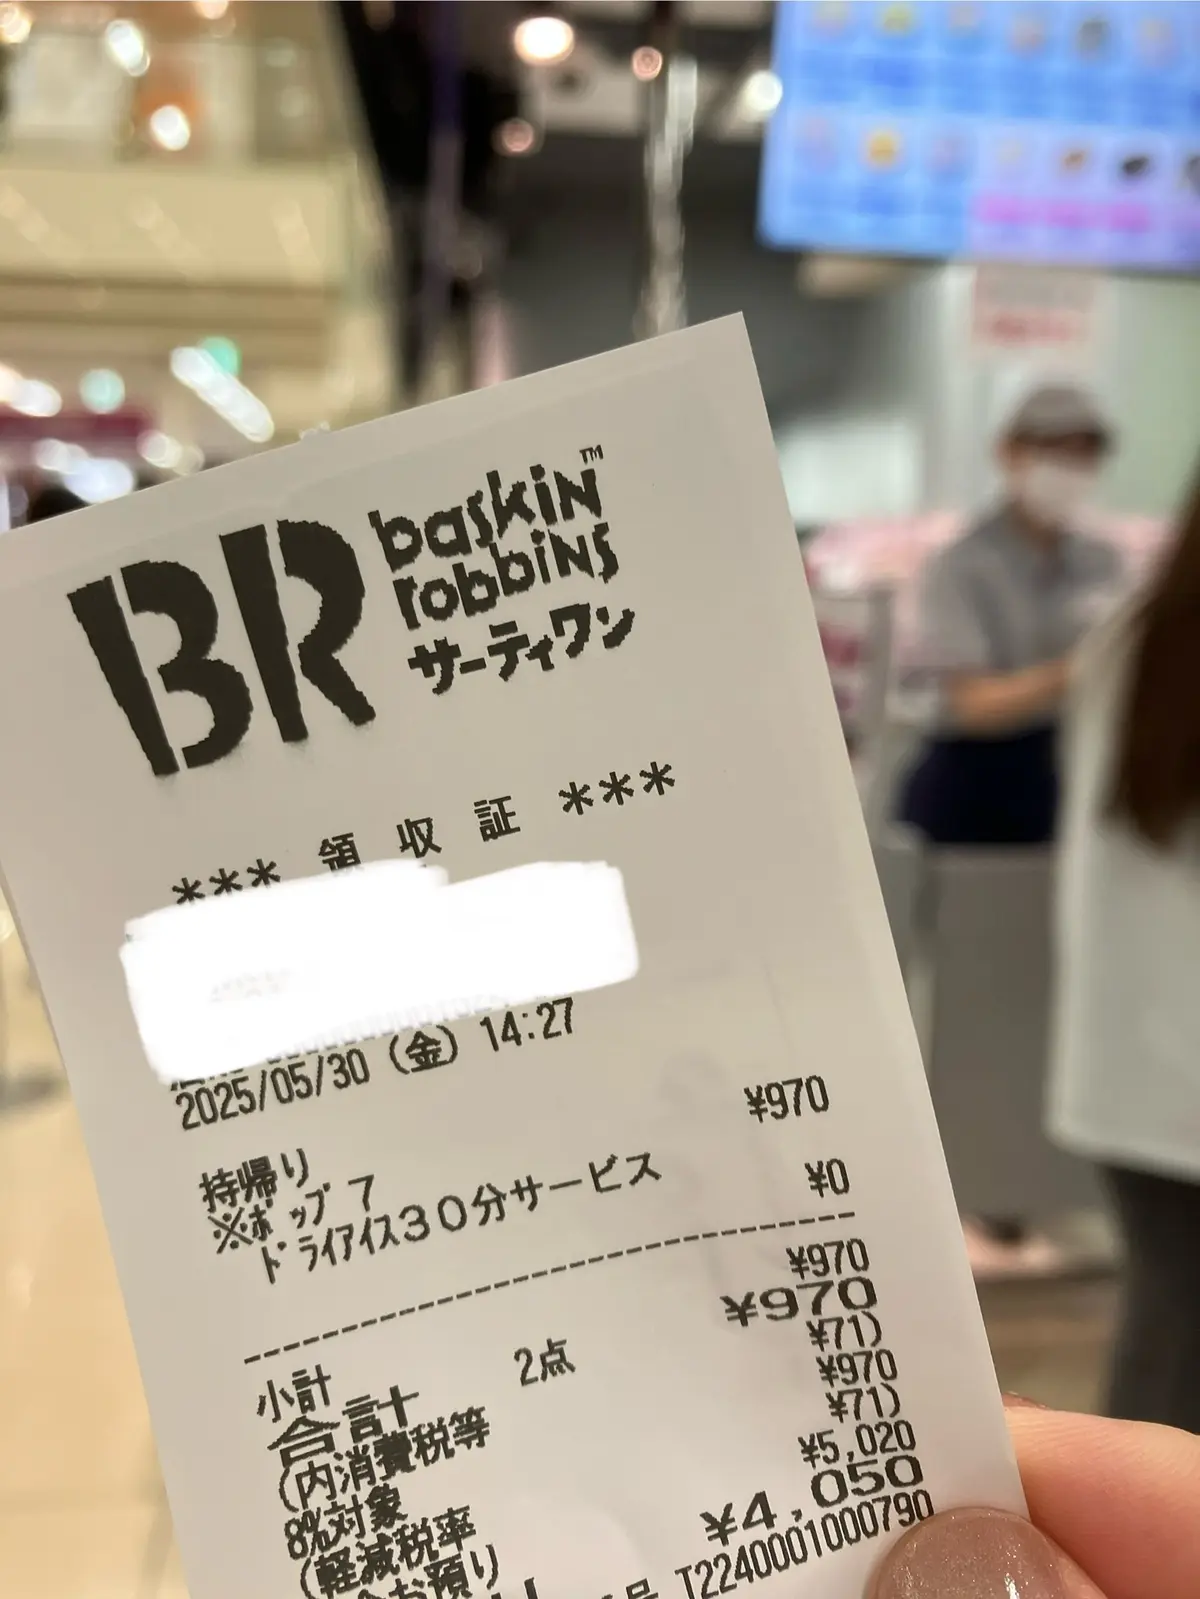 BR baskin™
robbins
サーティワン
*** 領 収 証 ***
2025/05/30 (金) 14:27
持帰り
※ポップ7 ¥970
ドライアイス30分サービス ¥0
小計 2点 ¥970
合計 ¥970
(内消費税等 ¥71)
8%対象 ¥970
(軽減税率 ¥71)
お預り ¥5,020
¥4,050
号 T2240001000790